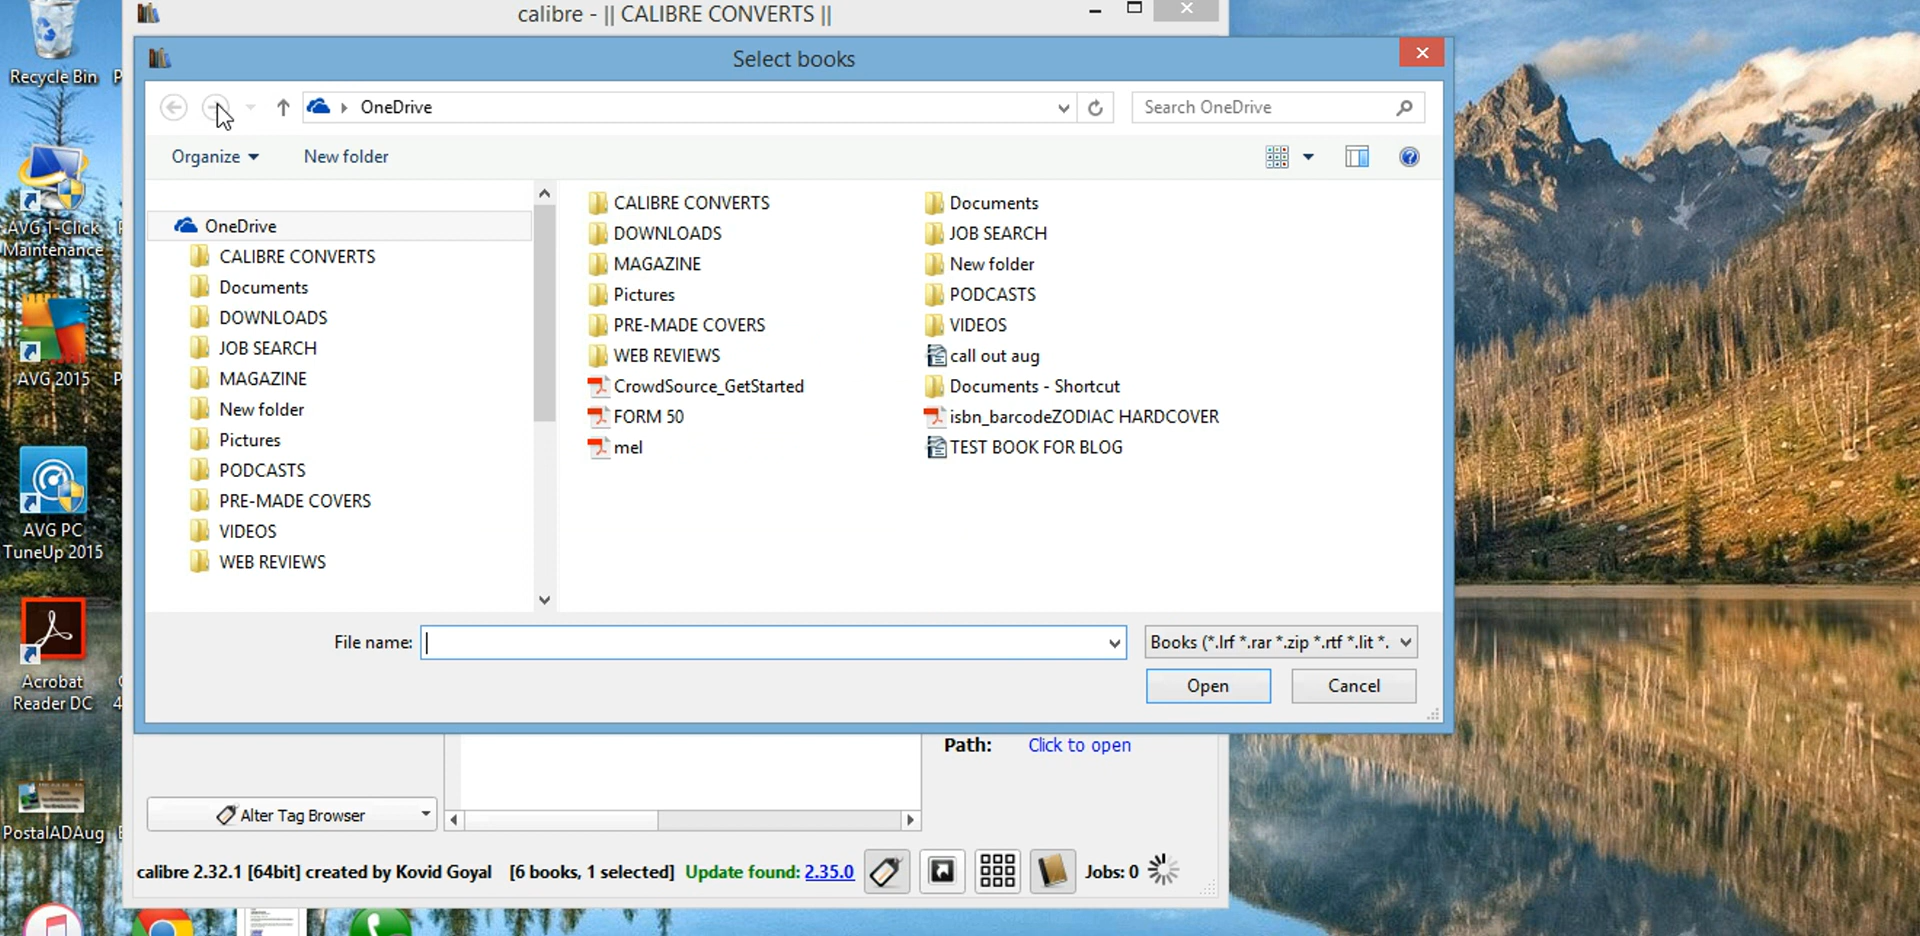 calibre - || CALIBRE CONVERTS ||
Select books
OneDrive
Search OneDrive
Organize
New folder
OneDrive
CALIBRE CONVERTS
Documents
DOWNLOADS
JOB SEARCH
MAGAZINE
New folder
Pictures
PODCASTS
PRE-MADE COVERS
VIDEOS
WEB REVIEWS
CALIBRE CONVERTS
DOWNLOADS
MAGAZINE
Pictures
PRE-MADE COVERS
WEB REVIEWS
CrowdSource_GetStarted
FORM 50
mel
Documents
JOB SEARCH
New folder
PODCASTS
VIDEOS
call out aug
Documents - Shortcut
isbn_barcodeZODIAC HARDCOVER
TEST BOOK FOR BLOG
File name:
Books (*.lrf *.rar *.zip *.rtf *.lit *.
Open
Cancel
Path: Click to open
Alter Tag Browser
calibre 2.32.1 [64bit] created by Kovid Goyal [6 books, 1 selected] Update found: 2.35.0
Jobs: 0
Recycle Bin
AVG 1-Click
Maintenance
AVG 2015
AVG PC
TuneUp 2015
Acrobat
Reader DC
PostalADAug